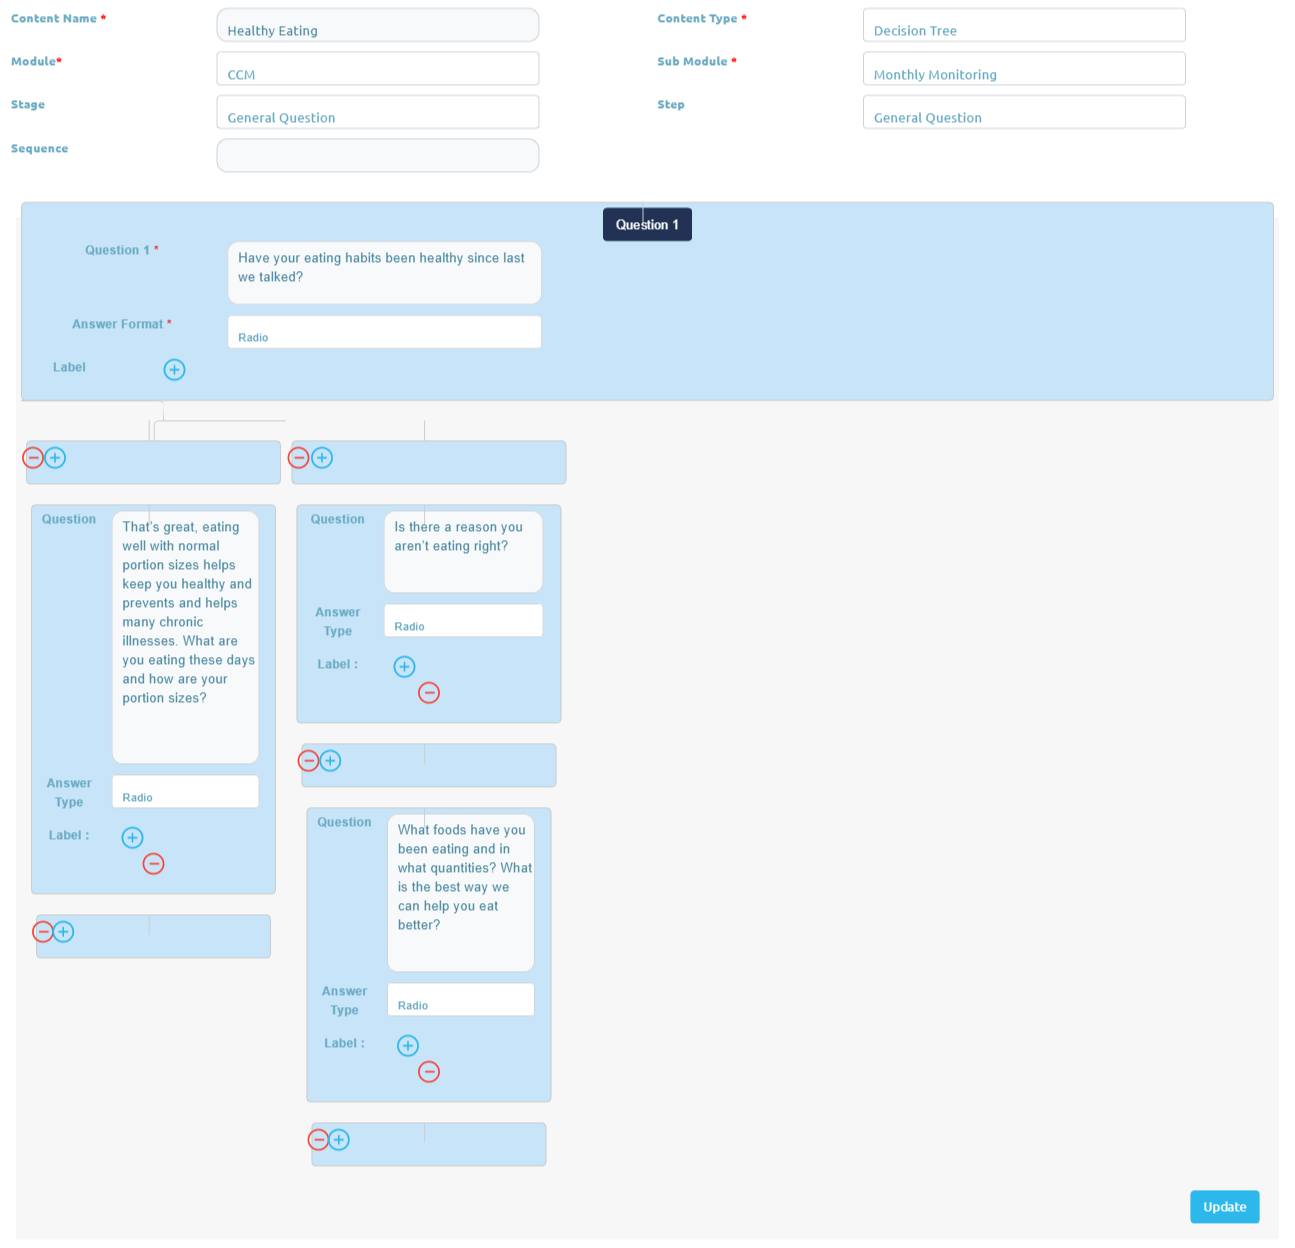 Content Name *
Healthy Eating
Content Type *
Decision Tree
Module*
CCM
Sub Module *
Monthly Monitoring
Stage
General Question
Step
General Question
Sequence
Question 1
Question 1 *
Have your eating habits been healthy since last
we talked?
Answer Format *
Radio
Label
Question
That's great, eating
well with normal
portion sizes helps
keep you healthy and
prevents and helps
many chronic
illnesses. What are
you eating these days
and how are your
portion sizes?
Answer
Type
Radio
Label :
Question
Is there a reason you
aren't eating right?
Answer
Type
Radio
Label :
Question
What foods have you
been eating and in
what quantities? What
is the best way we
can help you eat
better?
Answer
Type
Radio
Label :
Update